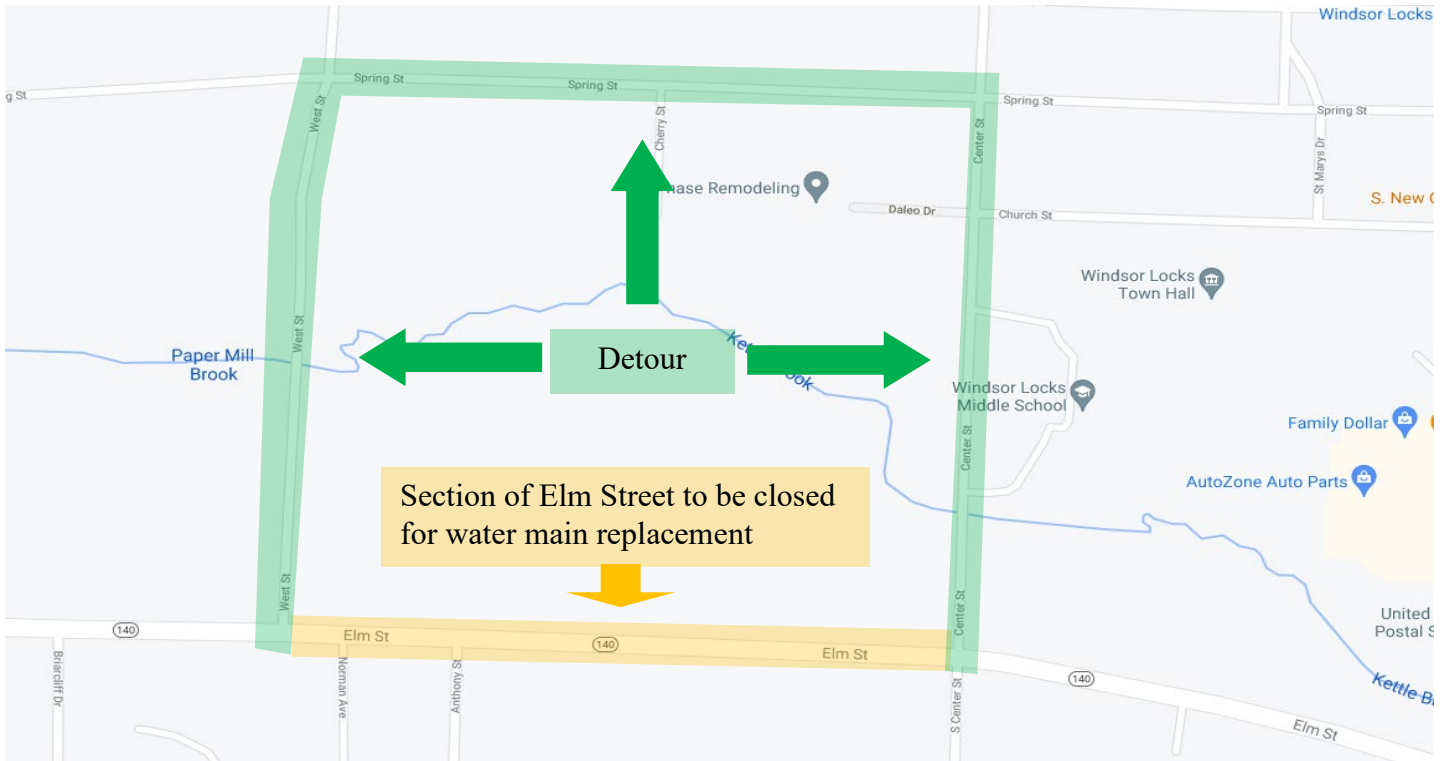 Windsor Locks
Spring St
Spring St
Spring St
Spring St
g St
West St
Cherry St
Center St
St Marys Dr
hase Remodeling
Daleo Dr
Church St
S. New
Windsor Locks
Town Hall
West St
Paper Mill
Brook
Detour
Windsor Locks
Middle School
Family Dollar
Center St
AutoZone Auto Parts
Section of Elm Street to be closed
for water main replacement
West St
Center St
United
Postal S
140
Elm St
140
Elm St
140
Briarcliff Dr
Norman Ave
Anthony St
S Center St
Kettle B
Elm St